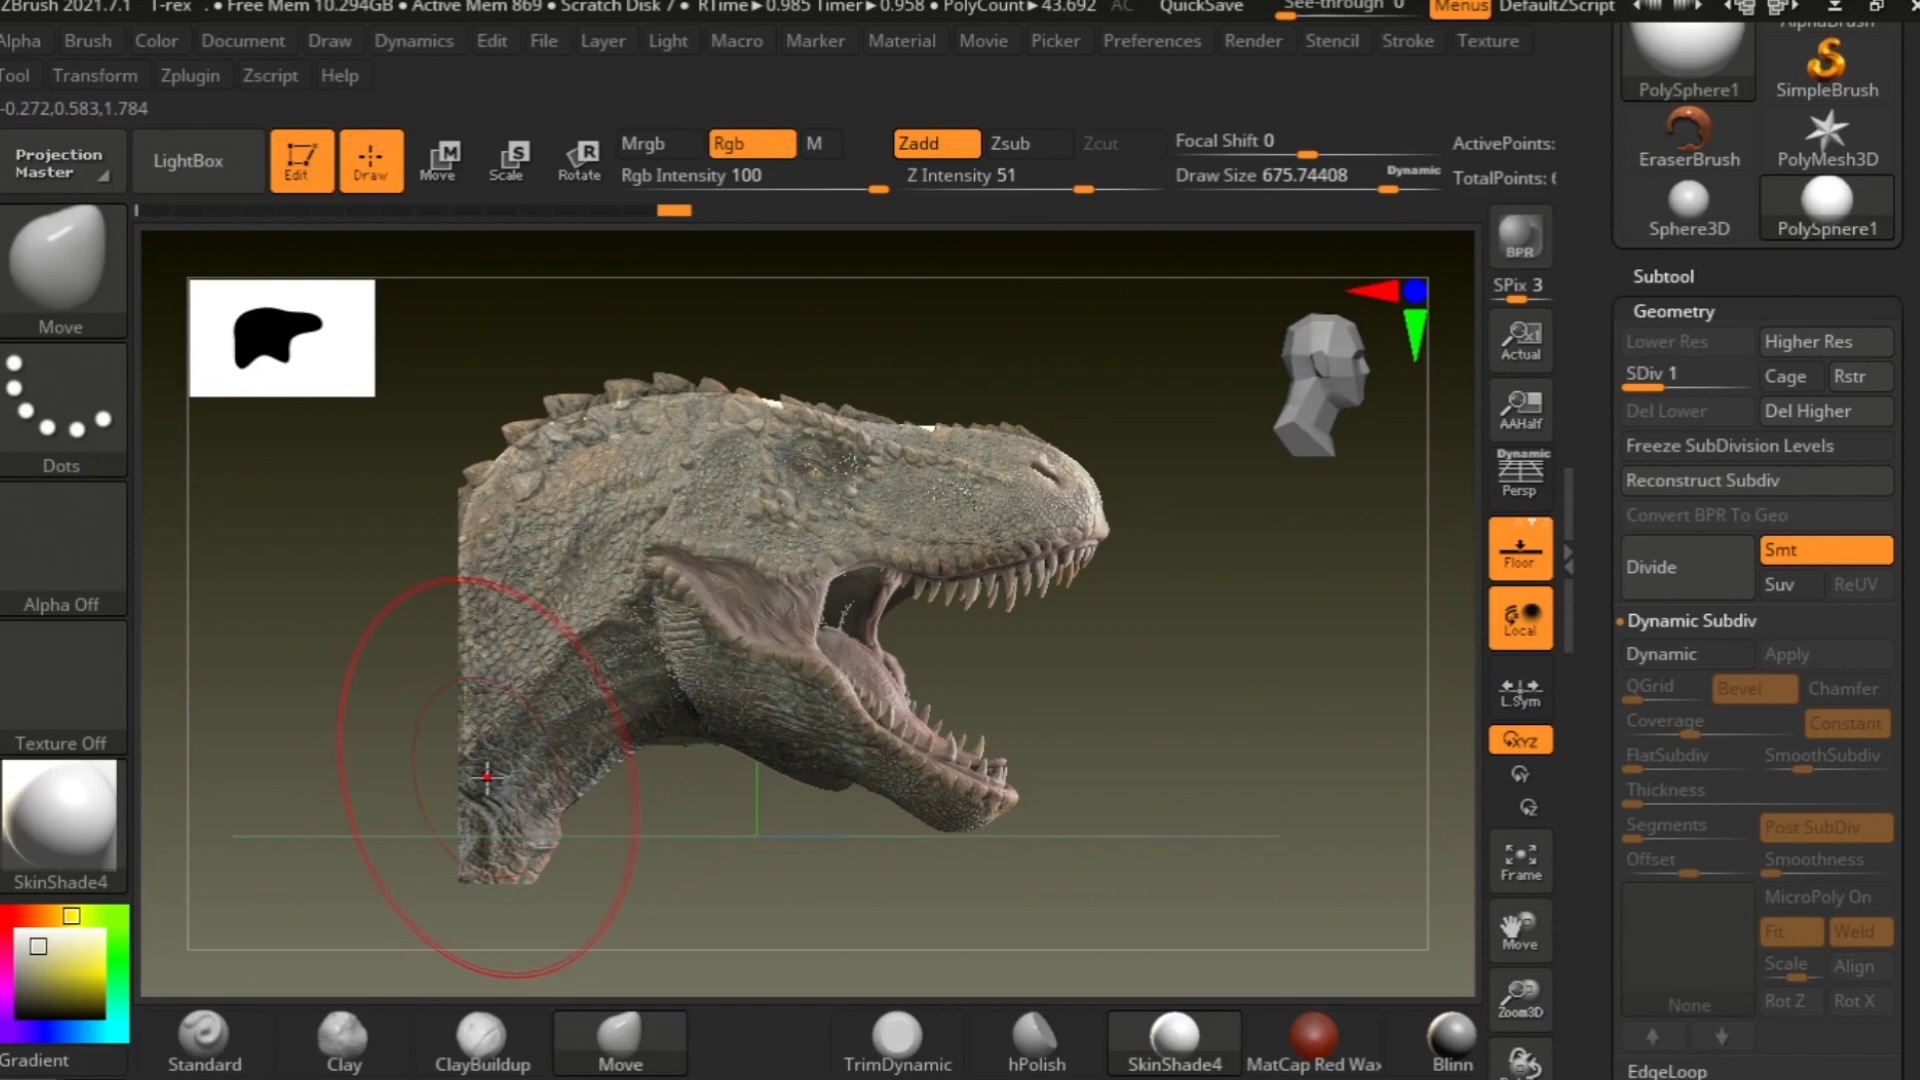 ZBrush 2021.7.1 T-rex . ● Free Mem 10.294GB ● Active Mem 869 ● Scratch Disk 7 ● RTime▶0.985 Timer▶0.958 ● PolyCount▶43.692 AC QuickSave See-through 0 Menus DefaultZScript
Alpha Brush Color Document Draw Dynamics Edit File Layer Light Macro Marker Material Movie Picker Preferences Render Stencil Stroke Texture
Tool Transform Zplugin Zscript Help
-0.272,0.583,1.784
Projection
Master
LightBox
Edit
Draw
M
Move
S
Scale
R
Rotate
Mrgb Rgb M
Rgb Intensity 100
Zadd Zsub Zcut
Z Intensity 51
Focal Shift 0
Draw Size 675.74408 Dynamic
ActivePoints:
TotalPoints:
Move
Dots
Alpha Off
Texture Off
SkinShade4
Gradient
BPR
SPix 3
x1
Actual
AAHalf
Dynamic
Persp
Floor
Local
L.Sym
XYZ
Y
Z
Frame
Move
Zoom3D
AlphaBrush
PolySphere1 SimpleBrush
EraserBrush PolyMesh3D
Sphere3D PolySphere1
Subtool
Geometry
Lower Res Higher Res
SDiv 1 Cage Rstr
Del Lower Del Higher
Freeze SubDivision Levels
Reconstruct Subdiv
Convert BPR To Geo
Divide Smt
Suv ReUV
Dynamic Subdiv
Dynamic Apply
QGrid Bevel Chamfer
Coverage Constant
FlatSubdiv SmoothSubdiv
Thickness
Segments Post SubDiv
Offset Smoothness
MicroPoly On
Fit Weld
Scale Align
None Rot Z Rot X
EdgeLoop
Standard Clay ClayBuildup Move TrimDynamic hPolish SkinShade4 MatCap Red Wax Blinn